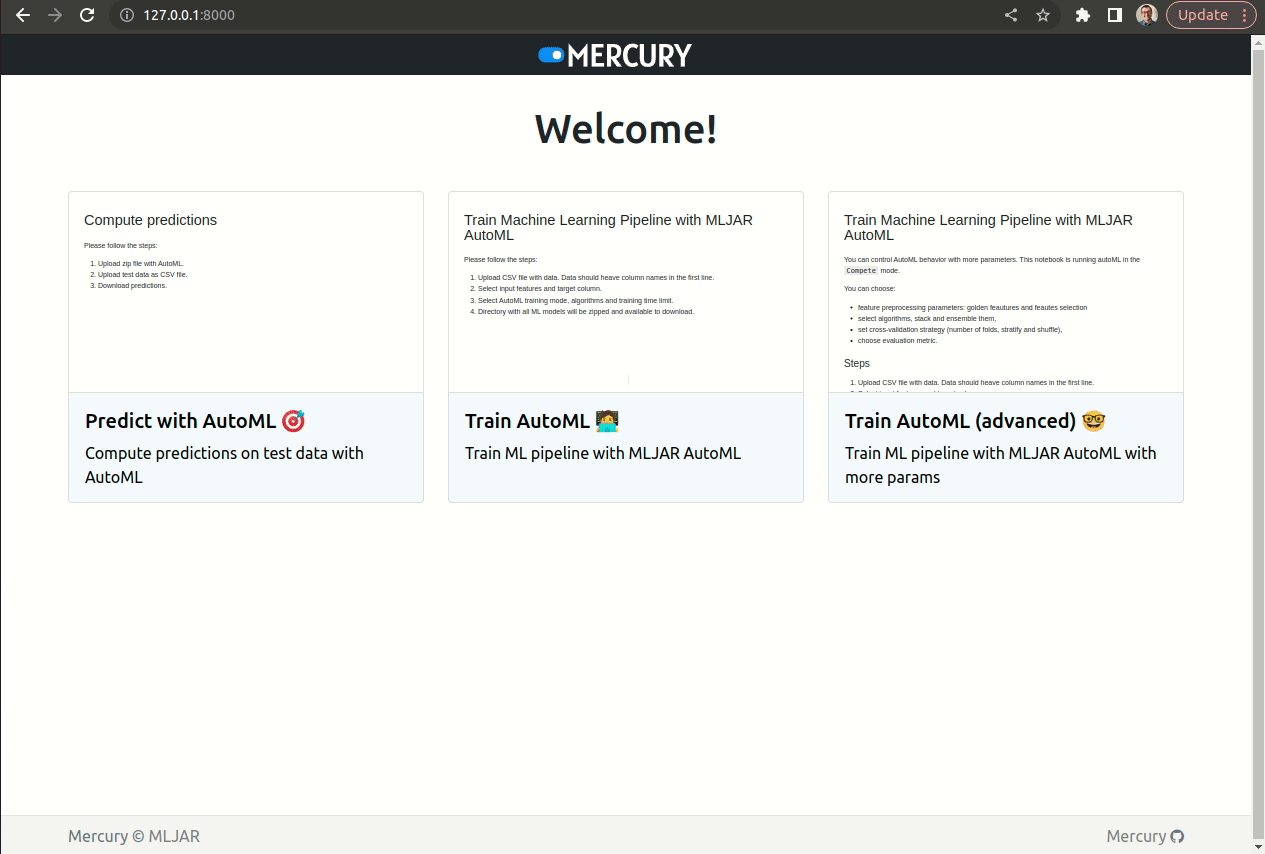 127.0.0.1:8000
Update
MERCURY
Welcome!
Compute predictions
Please follow the steps:
1. Upload zip file with AutoML.
2. Upload test data as CSV file.
3. Download predictions.
Predict with AutoML 🎯
Compute predictions on test data with
AutoML
Train Machine Learning Pipeline with MLJAR
AutoML
Please follow the steps:
1. Upload CSV file with data. Data should heave column names in the first line.
2. Select input features and target column.
3. Select AutoML training mode, algorithms and training time limit.
4. Directory with all ML models will be zipped and available to download.
Train AutoML 🧑‍💻
Train ML pipeline with MLJAR AutoML
Train Machine Learning Pipeline with MLJAR
AutoML
You can control AutoML behavior with more parameters. This notebook is running autoML in the
Compete mode.
You can choose:
• feature preprocessing parameters: golden feautures and feautes selection
• select algorithms, stack and ensemble them,
• set cross-validation strategy (number of folds, stratify and shuffle),
• choose evaluation metric.
Steps
1. Upload CSV file with data. Data should heave column names in the first line.
Train AutoML (advanced) 🤓
Train ML pipeline with MLJAR AutoML with
more params
Mercury © MLJAR
Mercury